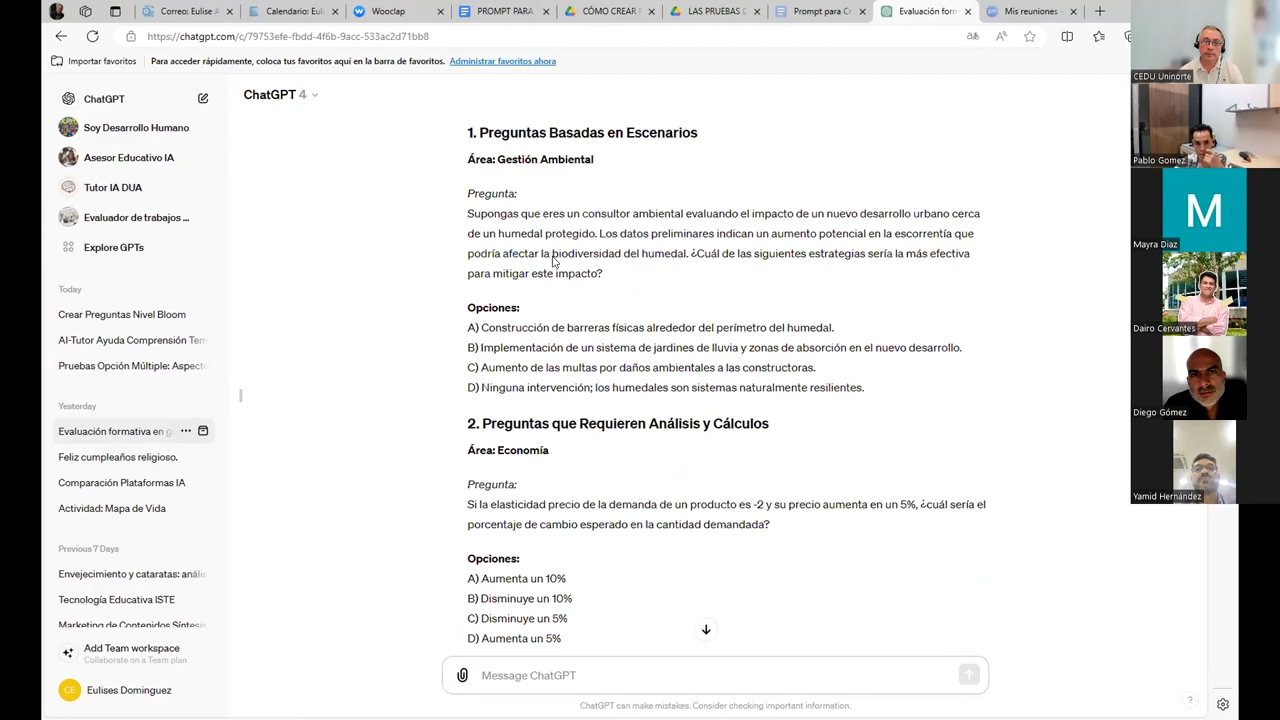 Correo: Eulise A
Calendario: Euli
Wooclap
PROMPT PARA
CÓMO CREAR P
LAS PRUEBAS D
Prompt para C
Evaluación form
Mis reuniones -
https://chatgpt.com/c/79753efe-fbdd-4f6b-9acc-533ac2d71bb8
Importar favoritos
Para acceder rápidamente, coloca tus favoritos aquí en la barra de favoritos. Administrar favoritos ahora
ChatGPT
Soy Desarrollo Humano
Asesor Educativo IA
Tutor IA DUA
Evaluador de trabajos ...
Explore GPTs
Today
Crear Preguntas Nivel Bloom
AI-Tutor Ayuda Comprensión Tem
Pruebas Opción Múltiple: Aspecto
Yesterday
Evaluación formativa en g
Feliz cumpleaños religioso.
Comparación Plataformas IA
Actividad: Mapa de Vida
Previous 7 Days
Envejecimiento y cataratas: anális
Tecnología Educativa ISTE
Marketing de Contenidos Síntesis
Add Team workspace
Collaborate on a Team plan
CE
Eulises Dominguez
ChatGPT 4
1. Preguntas Basadas en Escenarios
Área: Gestión Ambiental
Pregunta:
Supongas que eres un consultor ambiental evaluando el impacto de un nuevo desarrollo urbano cerca
de un humedal protegido. Los datos preliminares indican un aumento potencial en la escorrentía que
podría afectar la biodiversidad del humedal. ¿Cuál de las siguientes estrategias sería la más efectiva
para mitigar este impacto?
Opciones:
A) Construcción de barreras físicas alrededor del perímetro del humedal.
B) Implementación de un sistema de jardines de lluvia y zonas de absorción en el nuevo desarrollo.
C) Aumento de las multas por daños ambientales a las constructoras.
D) Ninguna intervención; los humedales son sistemas naturalmente resilientes.
2. Preguntas que Requieren Análisis y Cálculos
Área: Economía
Pregunta:
Si la elasticidad precio de la demanda de un producto es -2 y su precio aumenta en un 5%, ¿cuál sería el
porcentaje de cambio esperado en la cantidad demandada?
Opciones:
A) Aumenta un 10%
B) Disminuye un 10%
C) Disminuye un 5%
D) Aumenta un 5%
Message ChatGPT
ChatGPT can make mistakes. Consider checking important information.
?
CEDU Uninorte
Pablo Gomez
M
Mayra Diaz
Dairo Cervantes
Diego Gómez
Yamid Hernández